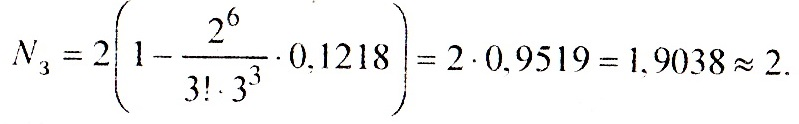 N₃ = 2(1 − 2⁶/(3! · 3³) · 0,1218) = 2 · 0,9519 = 1,9038 ≈ 2.